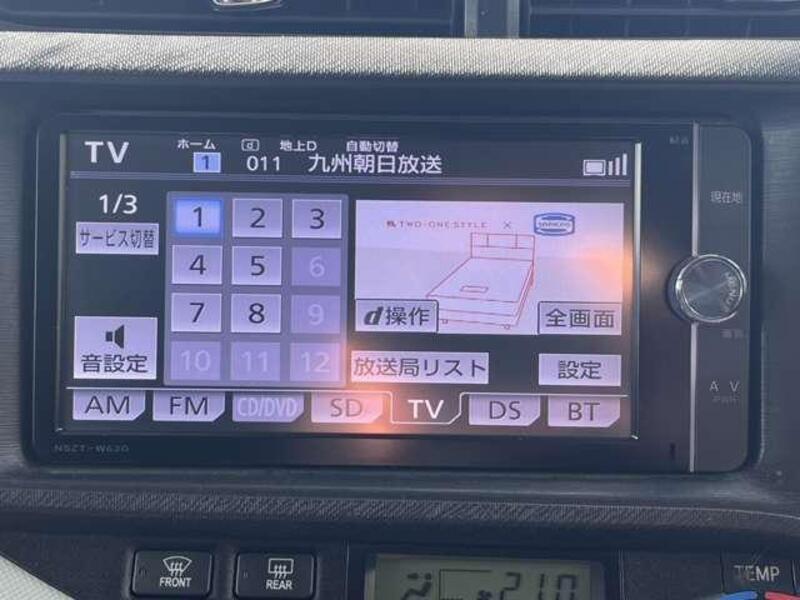 TV ホーム 1 d 011 地上D 自動切替 九州朝日放送
1/3
サービス切替
1 2 3
4 5 6
7 8 9
10 11 12
TWO-ONE STYLE ×
d操作
全画面
音設定
放送局リスト
設定
AM FM CD/DVD SD TV DS BT
NSZT-W62G
現在地
A V
FRONT
REAR
21.0
TEMP